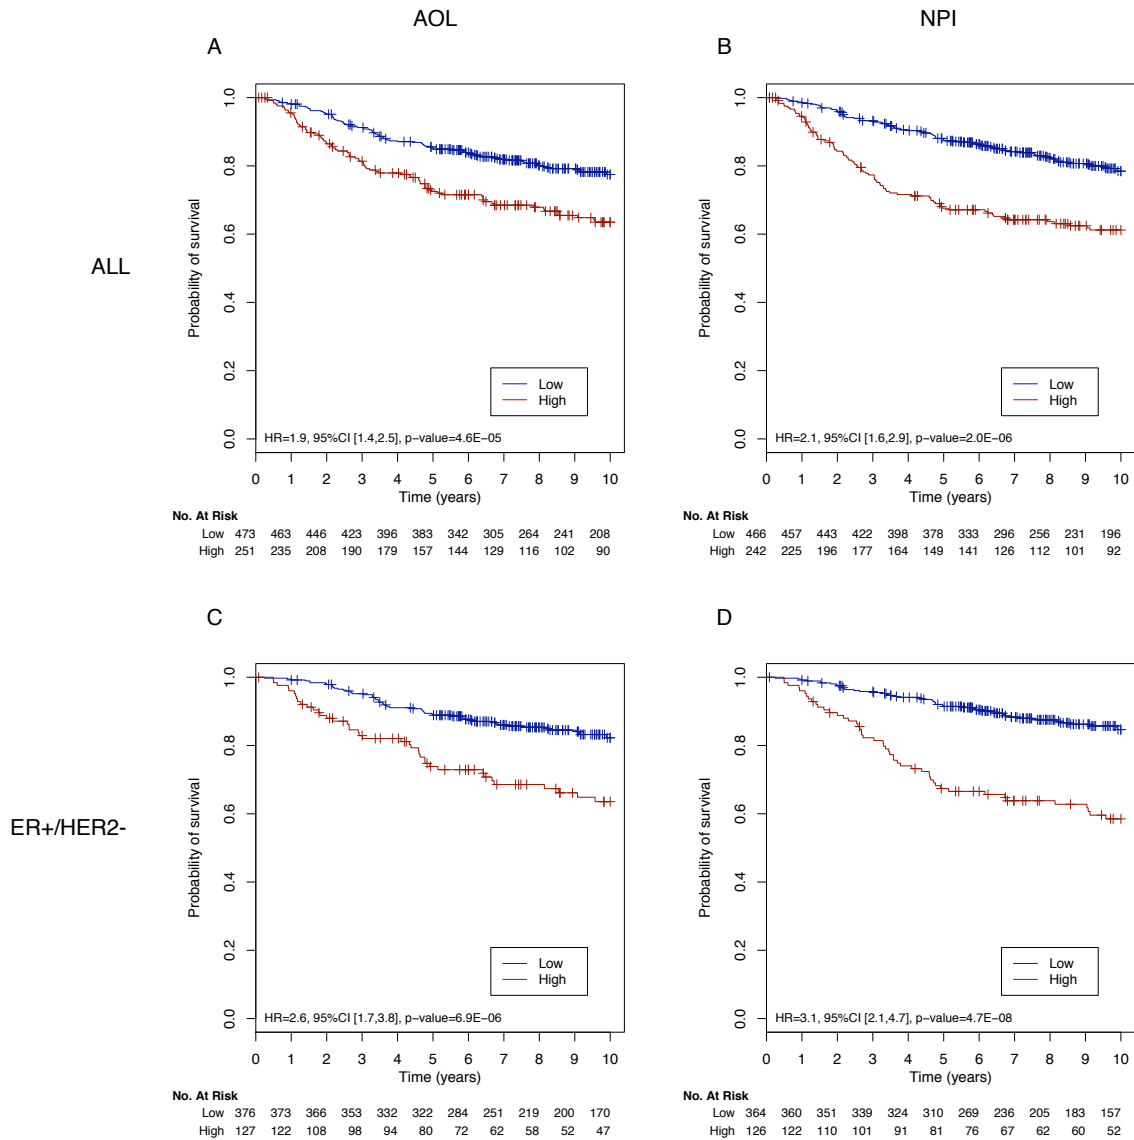 AOL NPI
A B
ALL
ER+/HER2-
1.0
0.8
0.6
0.4
0.2
0.0
Probability of survival
Low
High
HR=1.9, 95%CI [1.4,2.5], p−value=4.6E−05
0 1 2 3 4 5 6 7 8 9 10
Time (years)
No. At Risk
Low 473 463 446 423 396 383 342 305 264 241 208
High 251 235 208 190 179 157 144 129 116 102 90
1.0
0.8
0.6
0.4
0.2
0.0
Probability of survival
Low
High
HR=2.1, 95%CI [1.6,2.9], p−value=2.0E−06
0 1 2 3 4 5 6 7 8 9 10
Time (years)
No. At Risk
Low 466 457 443 422 398 378 333 296 256 231 196
High 242 225 196 177 164 149 141 126 112 101 92
C D
1.0
0.8
0.6
0.4
0.2
0.0
Probability of survival
Low
High
HR=2.6, 95%CI [1.7,3.8], p−value=6.9E−06
0 1 2 3 4 5 6 7 8 9 10
Time (years)
No. At Risk
Low 376 373 366 353 332 322 284 251 219 200 170
High 127 122 108 98 94 80 72 62 58 52 47
1.0
0.8
0.6
0.4
0.2
0.0
Probability of survival
Low
High
HR=3.1, 95%CI [2.1,4.7], p−value=4.7E−08
0 1 2 3 4 5 6 7 8 9 10
Time (years)
No. At Risk
Low 364 360 351 339 324 310 269 236 205 183 157
High 126 122 110 101 91 81 76 67 62 60 52